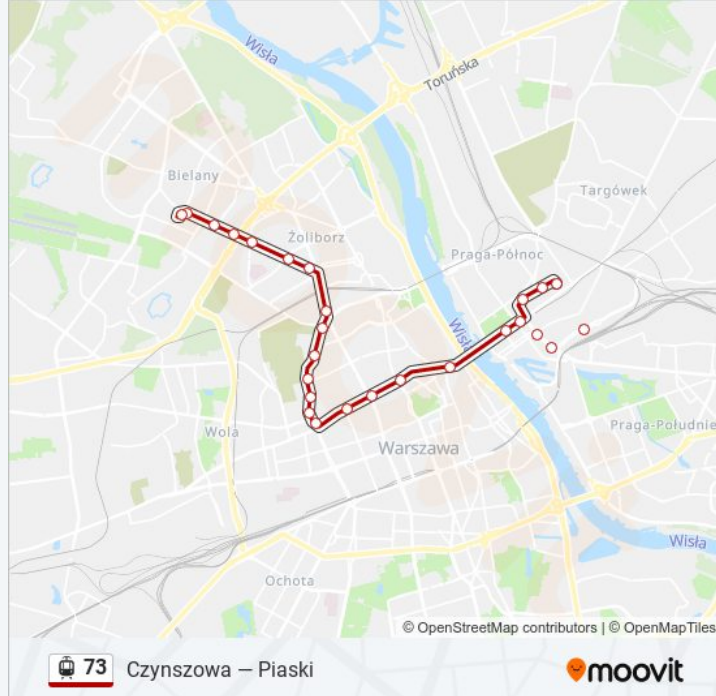 Wisła
Toruńska
Bielany
Targówek
Żoliborz
Praga-Północ
Wisła
Wola
Praga-Południe
Warszawa
Wisła
Ochota
© OpenStreetMap contributors | © OpenMapTiles
73 Czynszowa — Piaski moovit